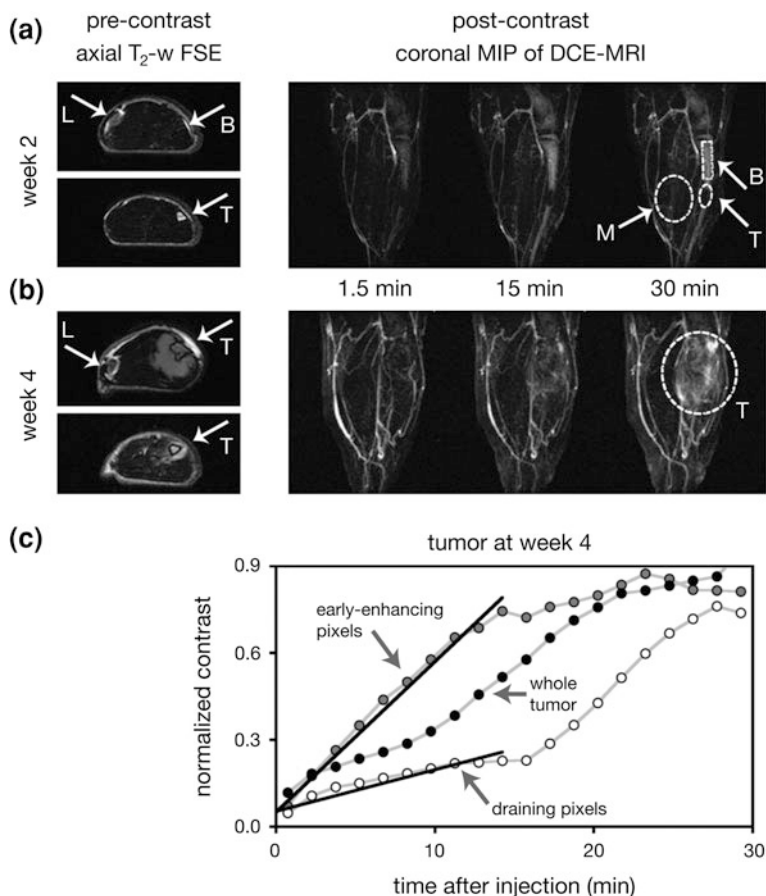 pre-contrast
axial T₂-w FSE
post-contrast
coronal MIP of DCE-MRI
(a)
week 2
L
B
T
M
B
T
1.5 min
15 min
30 min
(b)
week 4
L
T
T
T
(c)
tumor at week 4
normalized contrast
0.9
0.6
0.3
0.0
early-enhancing
pixels
whole
tumor
draining pixels
0
10
20
30
time after injection (min)